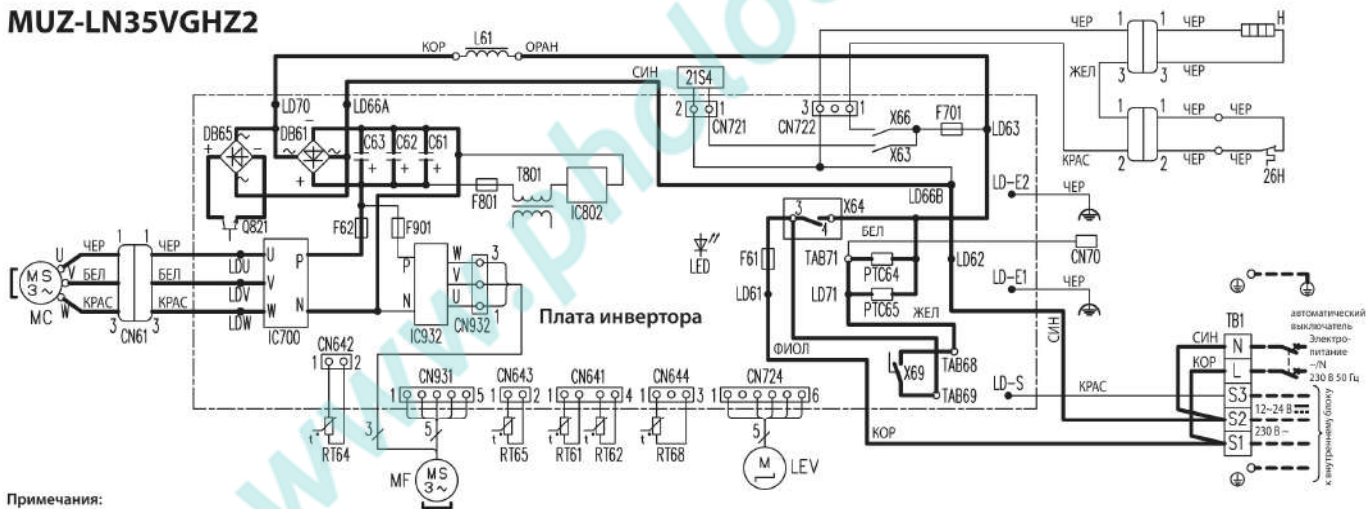 MUZ-LN35VGHZ2
КОР L61 ОРАН
СИН
21S4
2 1
CN721
3 1
CN722
X66
X63
F701
LD63
LD70
LD66A
DB65
DB61
C63
C62
C61
+ - ~
Q821
F801
T801
IC802
F62
F901
LD66B
LD-E2
ЧЕР
X64
3
4
БЕЛ
CN70
F61
TAB71
PTC64
LD62
LED
LD61
LD71
PTC65
LD-E1
ЧЕР
ЖЕЛ
СИН
ФИОЛ
X69
TAB68
TAB69
LD-S
КРАС
КОР
U ЧЕР 1 1 ЧЕР
V БЕЛ БЕЛ
W КРАС 3 3 КРАС
MS
3~
MC
CN61
LDU
LDV
LDW
U
V
W
P
N
IC700
P
N
IC932
W
V
U
3
1
CN932
Плата инвертора
CN642
1 2
CN931
1 5
CN643
1 2
CN641
1 4
CN644
1 3
CN724
1 6
t° RT64
3
5
MF
MS
3~
t° RT65
t° RT61
t° RT62
t° RT68
5
M
LEV
ЧЕР 1 1 ЧЕР H
ЖЕЛ 3 3 ЧЕР
1 1 ЧЕР ЧЕР
КРАС 2 2 ЧЕР ЧЕР
26H
TB1
СИН N
КОР L
S3
S2
S1
автоматический
выключатель
Электро-
питание
~/N
230 В 50 Гц
12~24 В
230 В ~
к внутреннему блоку
Примечания:
www.pholod